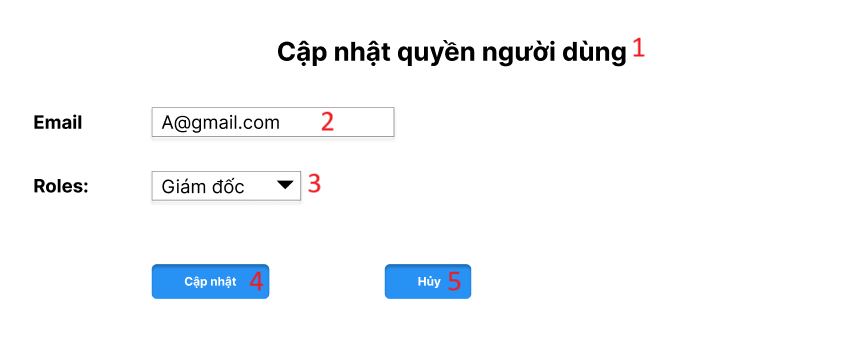 Cập nhật quyền người dùng 1
Email A@gmail.com 2
Roles: Giám đốc 3
Cập nhật 4 Hủy 5